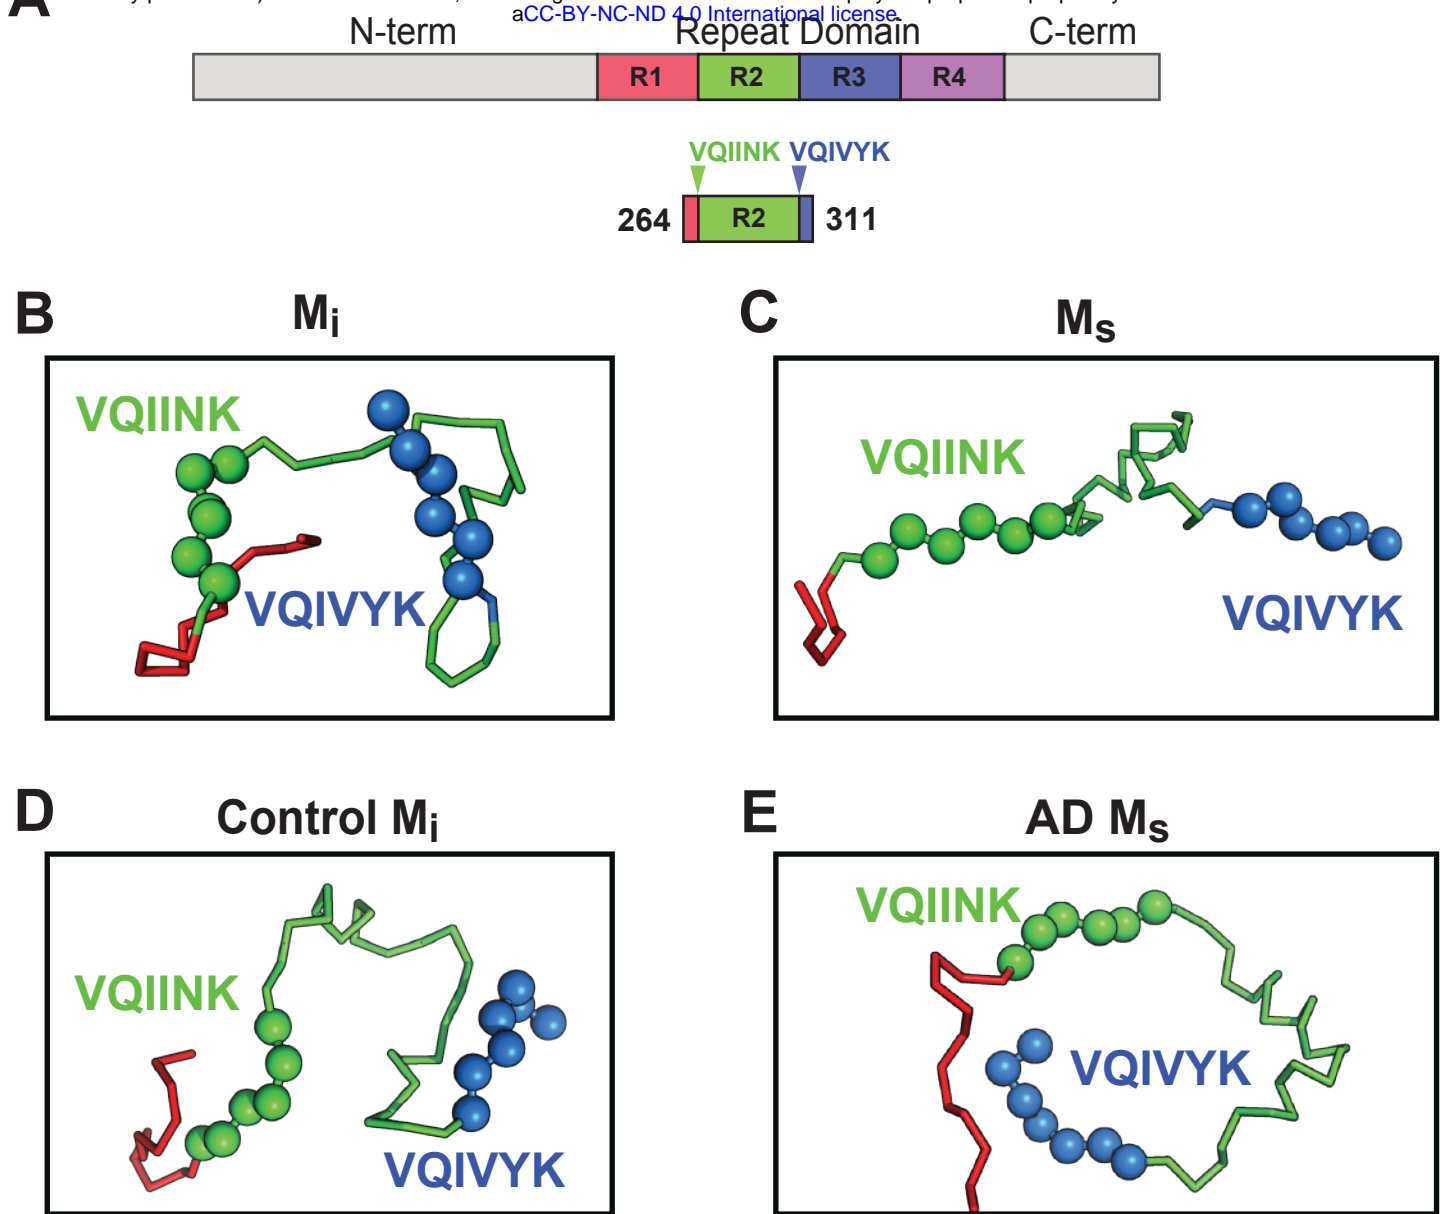 A
aCC-BY-NC-ND 4.0 International license.
N-term Repeat Domain C-term
R1 R2 R3 R4
VQIINK VQIVYK
264 R2 311
B Mi
C Ms
VQIINK
VQIVYK
VQIINK
VQIVYK
D Control Mi
E AD Ms
VQIINK
VQIVYK
VQIINK
VQIVYK